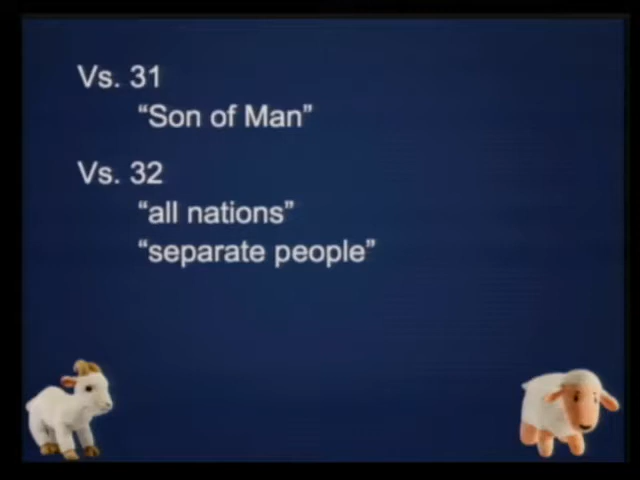 Vs. 31
“Son of Man”
Vs. 32
“all nations”
“separate people”